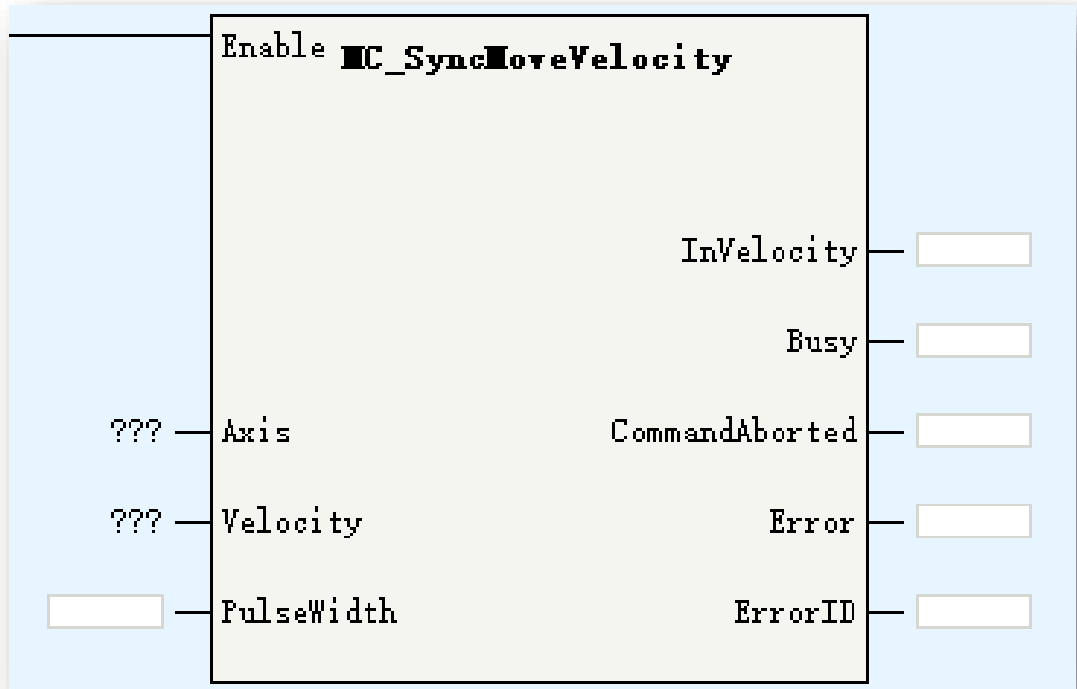 Enable MC_SyncMoveVelocity
InVelocity
Busy
??? Axis CommandAborted
??? Velocity Error
PulseWidth ErrorID